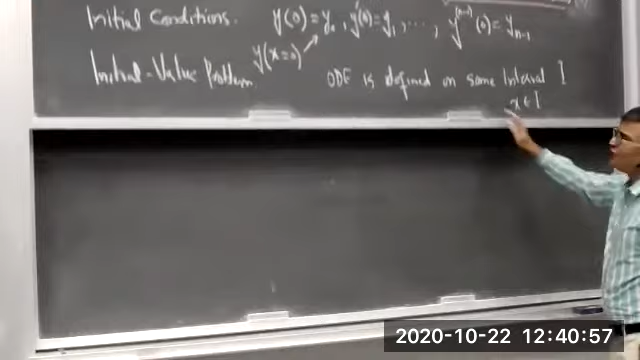 Initial Conditions. y(0) = y₀, y'(0) = y₁, ..., y⁽ⁿ⁻¹⁾(0) = yₙ₋₁
y(x=0)
Initial-Value Problem ODE is defined on some Interval I
x ∈ I
2020-10-22 12:40:57